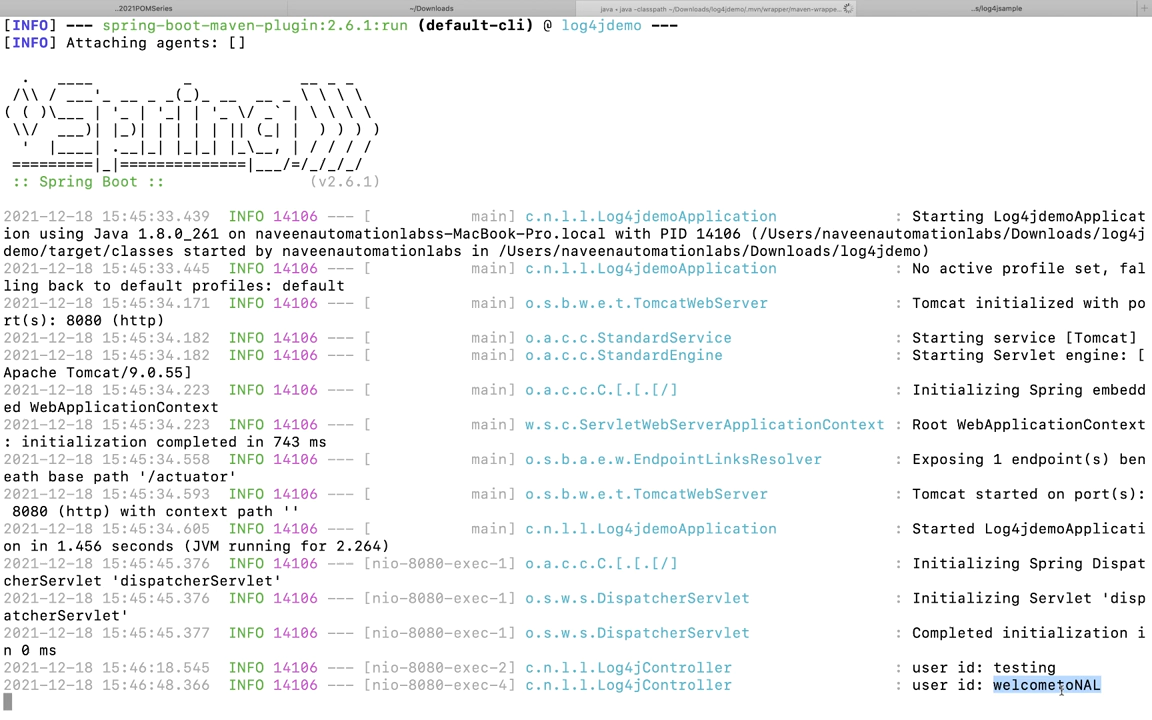 ..2021POMSeries
~/Downloads
java ◂ java -classpath ~/Downloads/log4jdemo/.mvn/wrapper/maven-wrappe...
..s/log4jsample
[INFO] --- spring-boot-maven-plugin:2.6.1:run (default-cli) @ log4jdemo ---
[INFO] Attaching agents: []
:: Spring Boot ::                (v2.6.1)
2021-12-18 15:45:33.439  INFO 14106 --- [           main] c.n.l.l.Log4jdemoApplication             : Starting Log4jdemoApplicat
ion using Java 1.8.0_261 on naveenautomationlabss-MacBook-Pro.local with PID 14106 (/Users/naveenautomationlabs/Downloads/log4j
demo/target/classes started by naveenautomationlabs in /Users/naveenautomationlabs/Downloads/log4jdemo)
2021-12-18 15:45:33.445  INFO 14106 --- [           main] c.n.l.l.Log4jdemoApplication             : No active profile set, fal
ling back to default profiles: default
2021-12-18 15:45:34.171  INFO 14106 --- [           main] o.s.b.w.e.t.TomcatWebServer              : Tomcat initialized with po
rt(s): 8080 (http)
2021-12-18 15:45:34.182  INFO 14106 --- [           main] o.a.c.c.StandardService                  : Starting service [Tomcat]
2021-12-18 15:45:34.182  INFO 14106 --- [           main] o.a.c.c.StandardEngine                   : Starting Servlet engine: [
Apache Tomcat/9.0.55]
2021-12-18 15:45:34.223  INFO 14106 --- [           main] o.a.c.c.C.[.[.[/]                        : Initializing Spring embedd
ed WebApplicationContext
2021-12-18 15:45:34.223  INFO 14106 --- [           main] w.s.c.ServletWebServerApplicationContext : Root WebApplicationContext
: initialization completed in 743 ms
2021-12-18 15:45:34.558  INFO 14106 --- [           main] o.s.b.a.e.w.EndpointLinksResolver        : Exposing 1 endpoint(s) ben
eath base path '/actuator'
2021-12-18 15:45:34.593  INFO 14106 --- [           main] o.s.b.w.e.t.TomcatWebServer              : Tomcat started on port(s):
 8080 (http) with context path ''
2021-12-18 15:45:34.605  INFO 14106 --- [           main] c.n.l.l.Log4jdemoApplication             : Started Log4jdemoApplicati
on in 1.456 seconds (JVM running for 2.264)
2021-12-18 15:45:45.376  INFO 14106 --- [nio-8080-exec-1] o.a.c.c.C.[.[.[/]                        : Initializing Spring Dispat
cherServlet 'dispatcherServlet'
2021-12-18 15:45:45.376  INFO 14106 --- [nio-8080-exec-1] o.s.w.s.DispatcherServlet                : Initializing Servlet 'disp
atcherServlet'
2021-12-18 15:45:45.377  INFO 14106 --- [nio-8080-exec-1] o.s.w.s.DispatcherServlet                : Completed initialization i
n 0 ms
2021-12-18 15:46:18.545  INFO 14106 --- [nio-8080-exec-2] c.n.l.l.Log4jController                  : user id: testing
2021-12-18 15:46:48.366  INFO 14106 --- [nio-8080-exec-4] c.n.l.l.Log4jController                  : user id: welcometoNAL